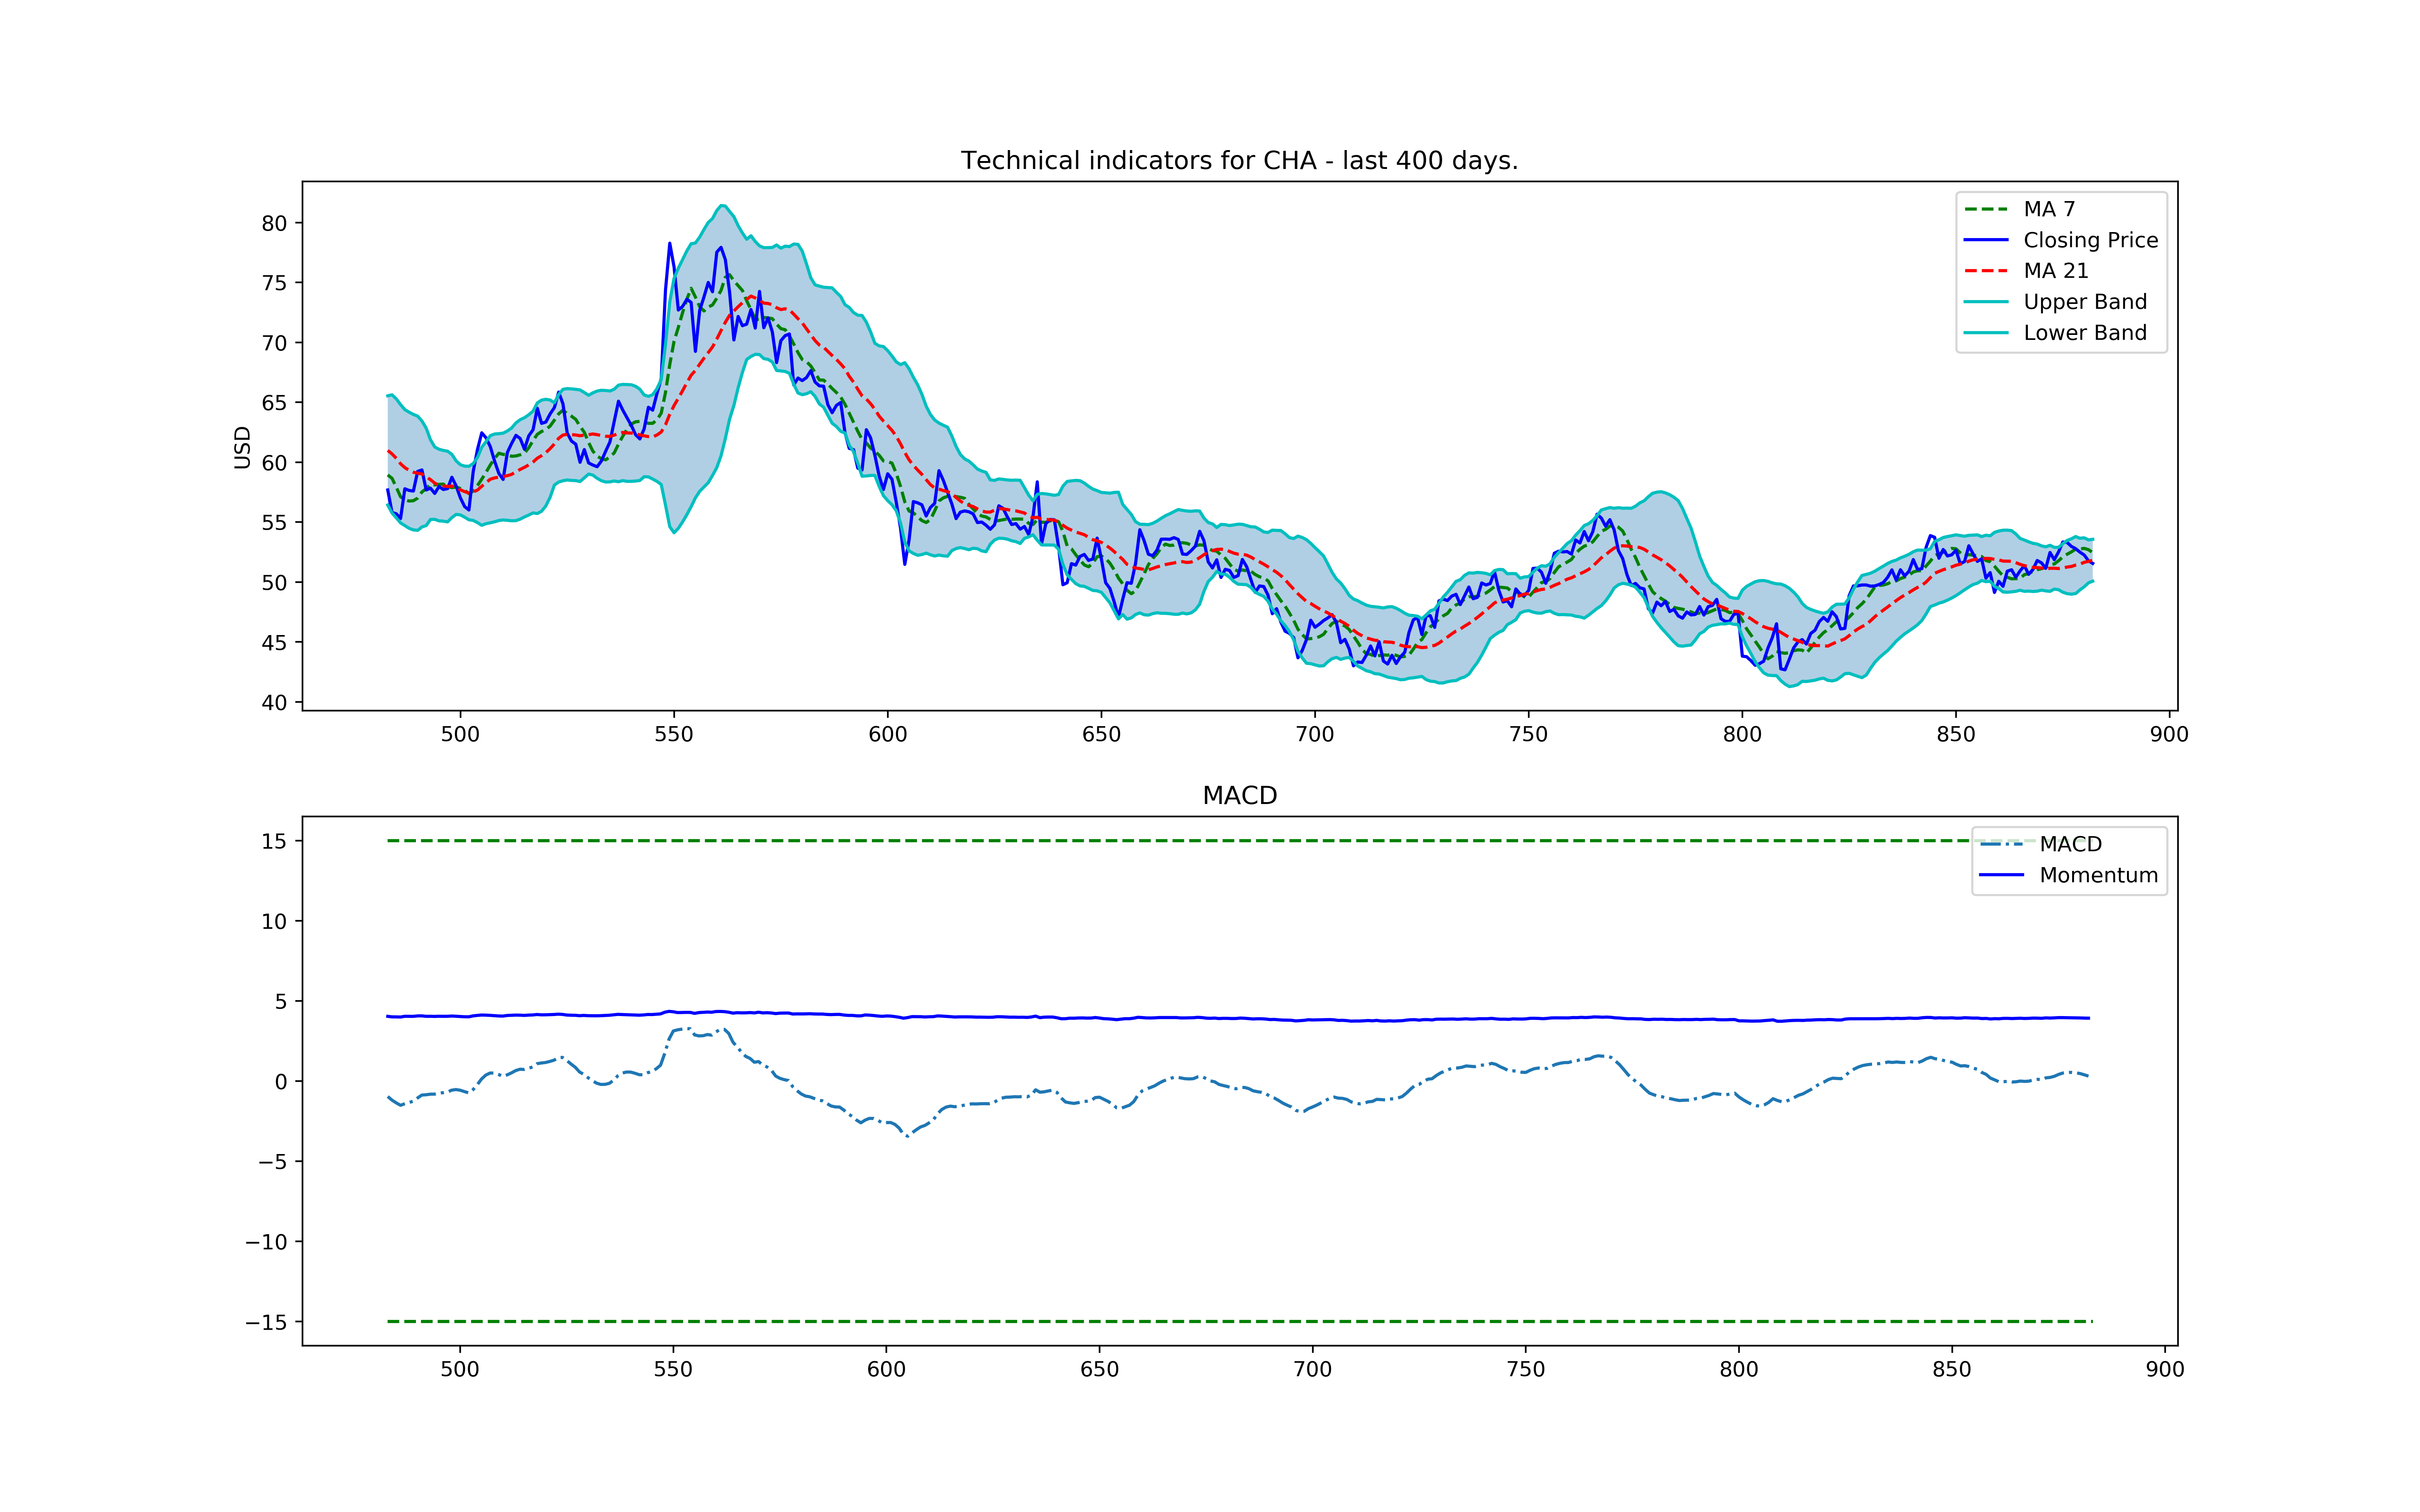 Technical indicators for CHA - last 400 days.
USD
80
75
70
65
60
55
50
45
40
MA 7
Closing Price
MA 21
Upper Band
Lower Band
500 550 600 650 700 750 800 850 900
MACD
15
10
5
0
−5
−10
−15
MACD
Momentum
500 550 600 650 700 750 800 850 900